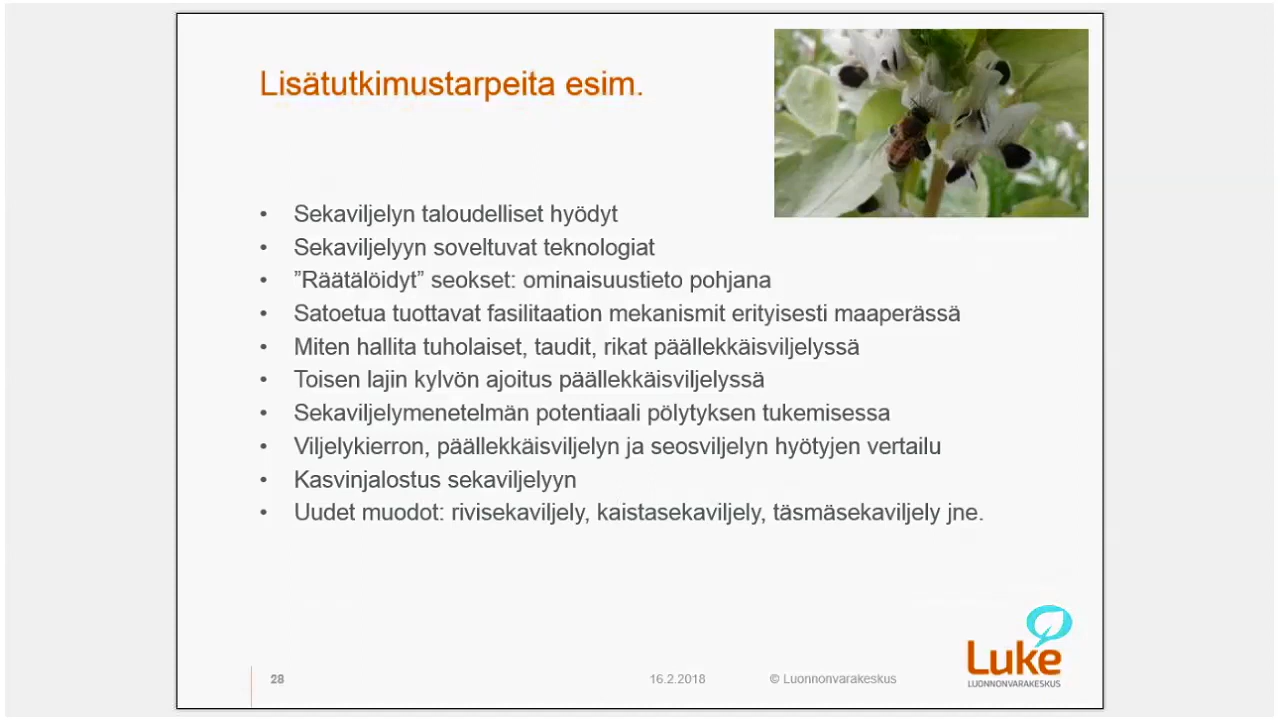 Lisätutkimustarpeita esim.
• Sekaviljelyn taloudelliset hyödyt
• Sekaviljelyyn soveltuvat teknologiat
• ”Räätälöidyt” seokset: ominaisuustieto pohjana
• Satoetua tuottavat fasilitaation mekanismit erityisesti maaperässä
• Miten hallita tuholaiset, taudit, rikat päällekkäisviljelyssä
• Toisen lajin kylvön ajoitus päällekkäisviljelyssä
• Sekaviljelymenetelmän potentiaali pölytyksen tukemisessa
• Viljelykierron, päällekkäisviljelyn ja seosviljelyn hyötyjen vertailu
• Kasvinjalostus sekaviljelyyn
• Uudet muodot: rivisekaviljely, kaistasekaviljely, täsmäsekaviljely jne.
Luke
LUONNONVARAKESKUS
28 16.2.2018 © Luonnonvarakeskus